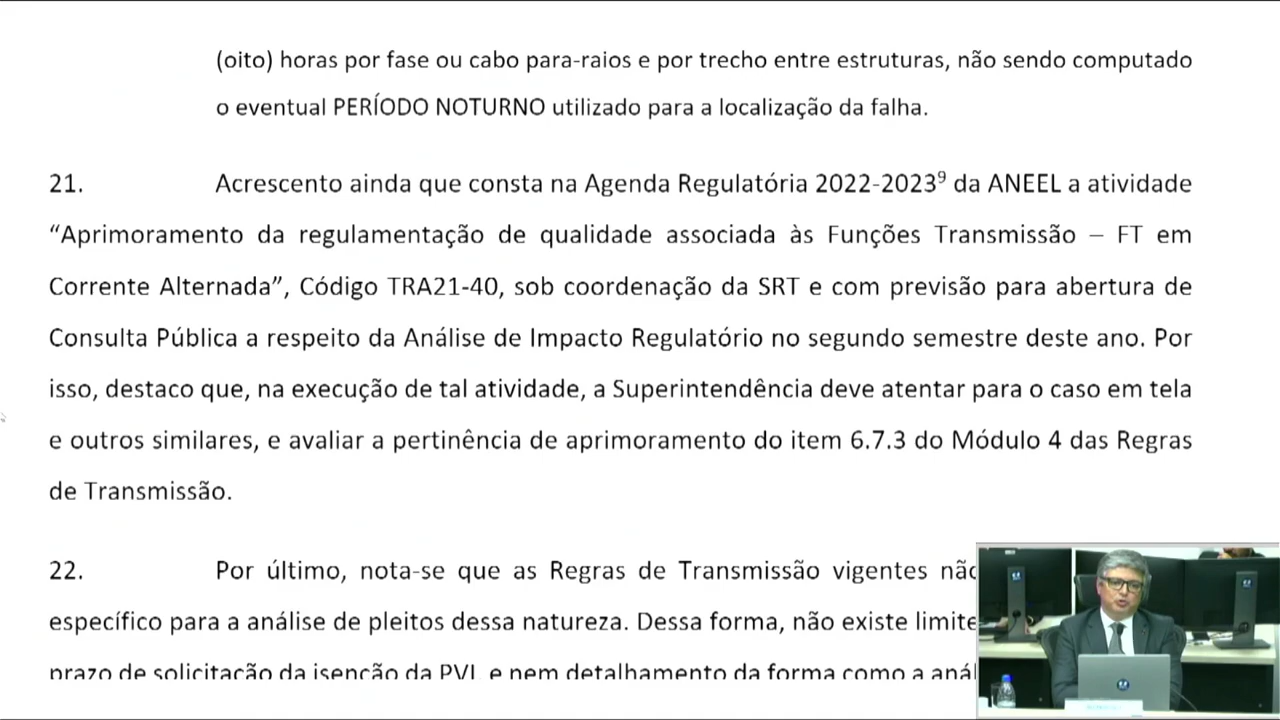 (oito) horas por fase ou cabo para-raios e por trecho entre estruturas, não sendo computado
o eventual PERÍODO NOTURNO utilizado para a localização da falha.
21. Acrescento ainda que consta na Agenda Regulatória 2022-2023⁹ da ANEEL a atividade
“Aprimoramento da regulamentação de qualidade associada às Funções Transmissão – FT em
Corrente Alternada”, Código TRA21-40, sob coordenação da SRT e com previsão para abertura de
Consulta Pública a respeito da Análise de Impacto Regulatório no segundo semestre deste ano. Por
isso, destaco que, na execução de tal atividade, a Superintendência deve atentar para o caso em tela
e outros similares, e avaliar a pertinência de aprimoramento do item 6.7.3 do Módulo 4 das Regras
de Transmissão.
22. Por último, nota-se que as Regras de Transmissão vigentes
específico para a análise de pleitos dessa natureza. Dessa forma, não existe limite
prazo de solicitação da isenção da PVI e nem detalhamento da forma como a